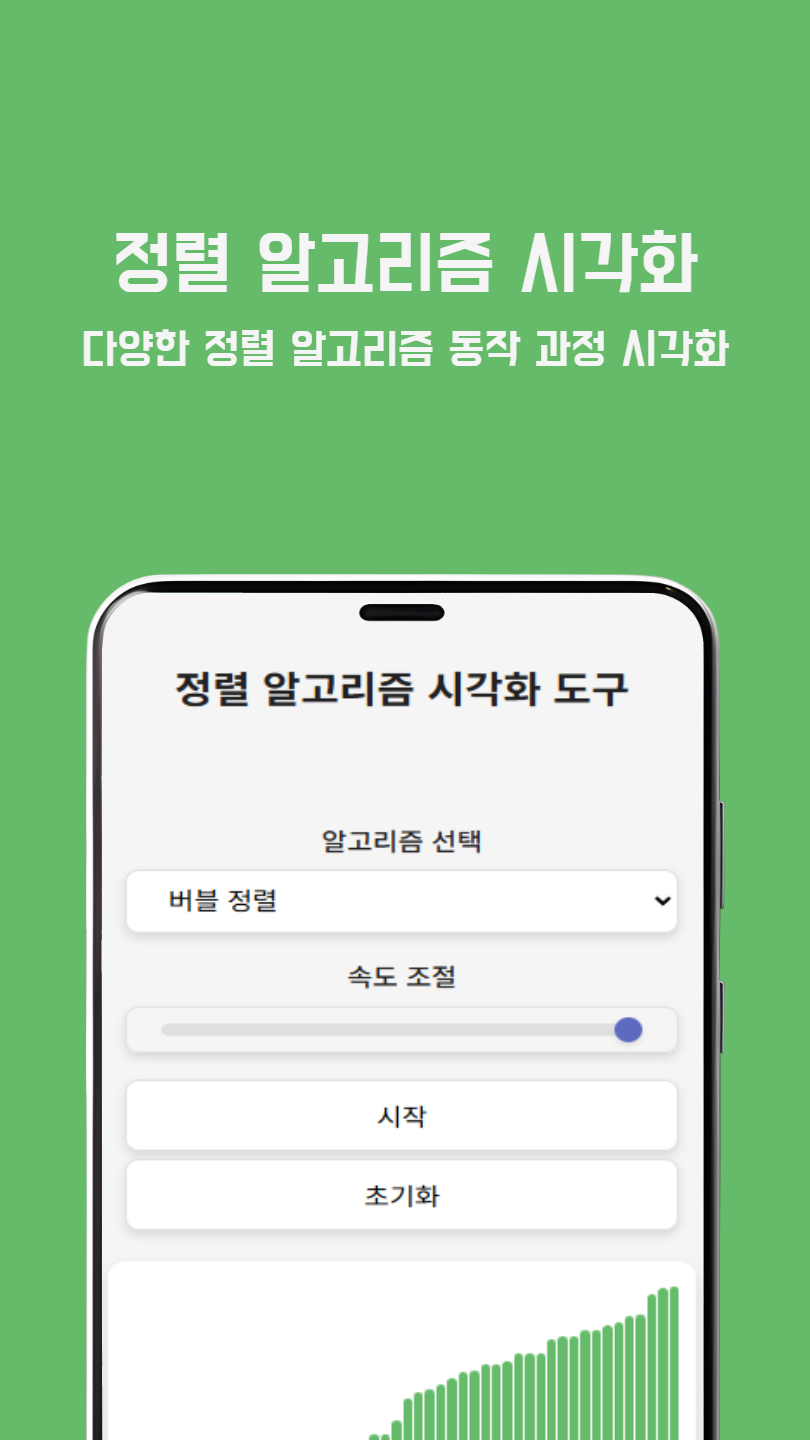 정렬 알고리즘 시각화
다양한 정렬 알고리즘 동작 과정 시각화
정렬 알고리즘 시각화 도구
알고리즘 선택
버블 정렬
속도 조절
시작
초기화